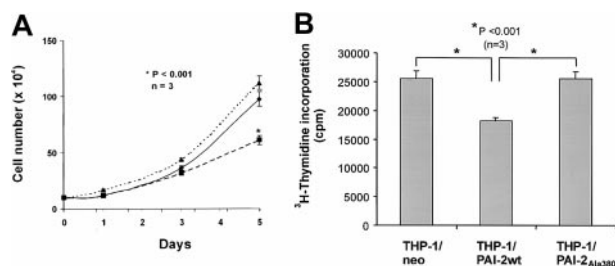 A
Cell number (x 10⁴)
150
100
50
0
* P < 0.001
n = 3
*
0 1 2 3 4 5
Days
B
³H-Thymidine incorporation
(cpm)
30000
25000
20000
15000
10000
5000
0
* P <0.001
(n=3)
* *
THP-1/
neo
THP-1/
PAI-2wt
THP-1/
PAI-2Ala380